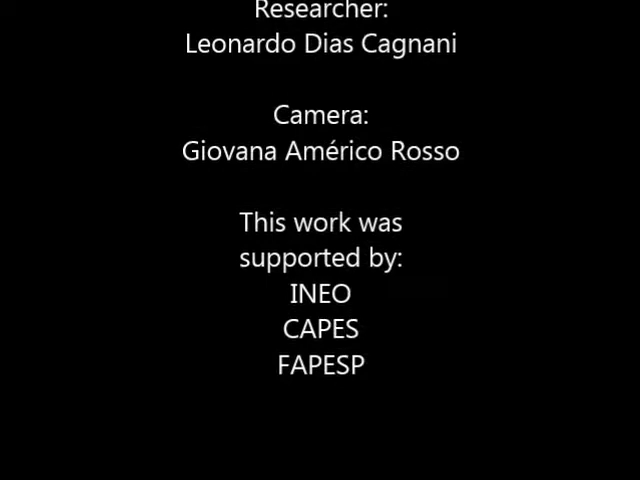 Researcher:
Leonardo Dias Cagnani
Camera:
Giovana Américo Rosso
This work was
supported by:
INEO
CAPES
FAPESP